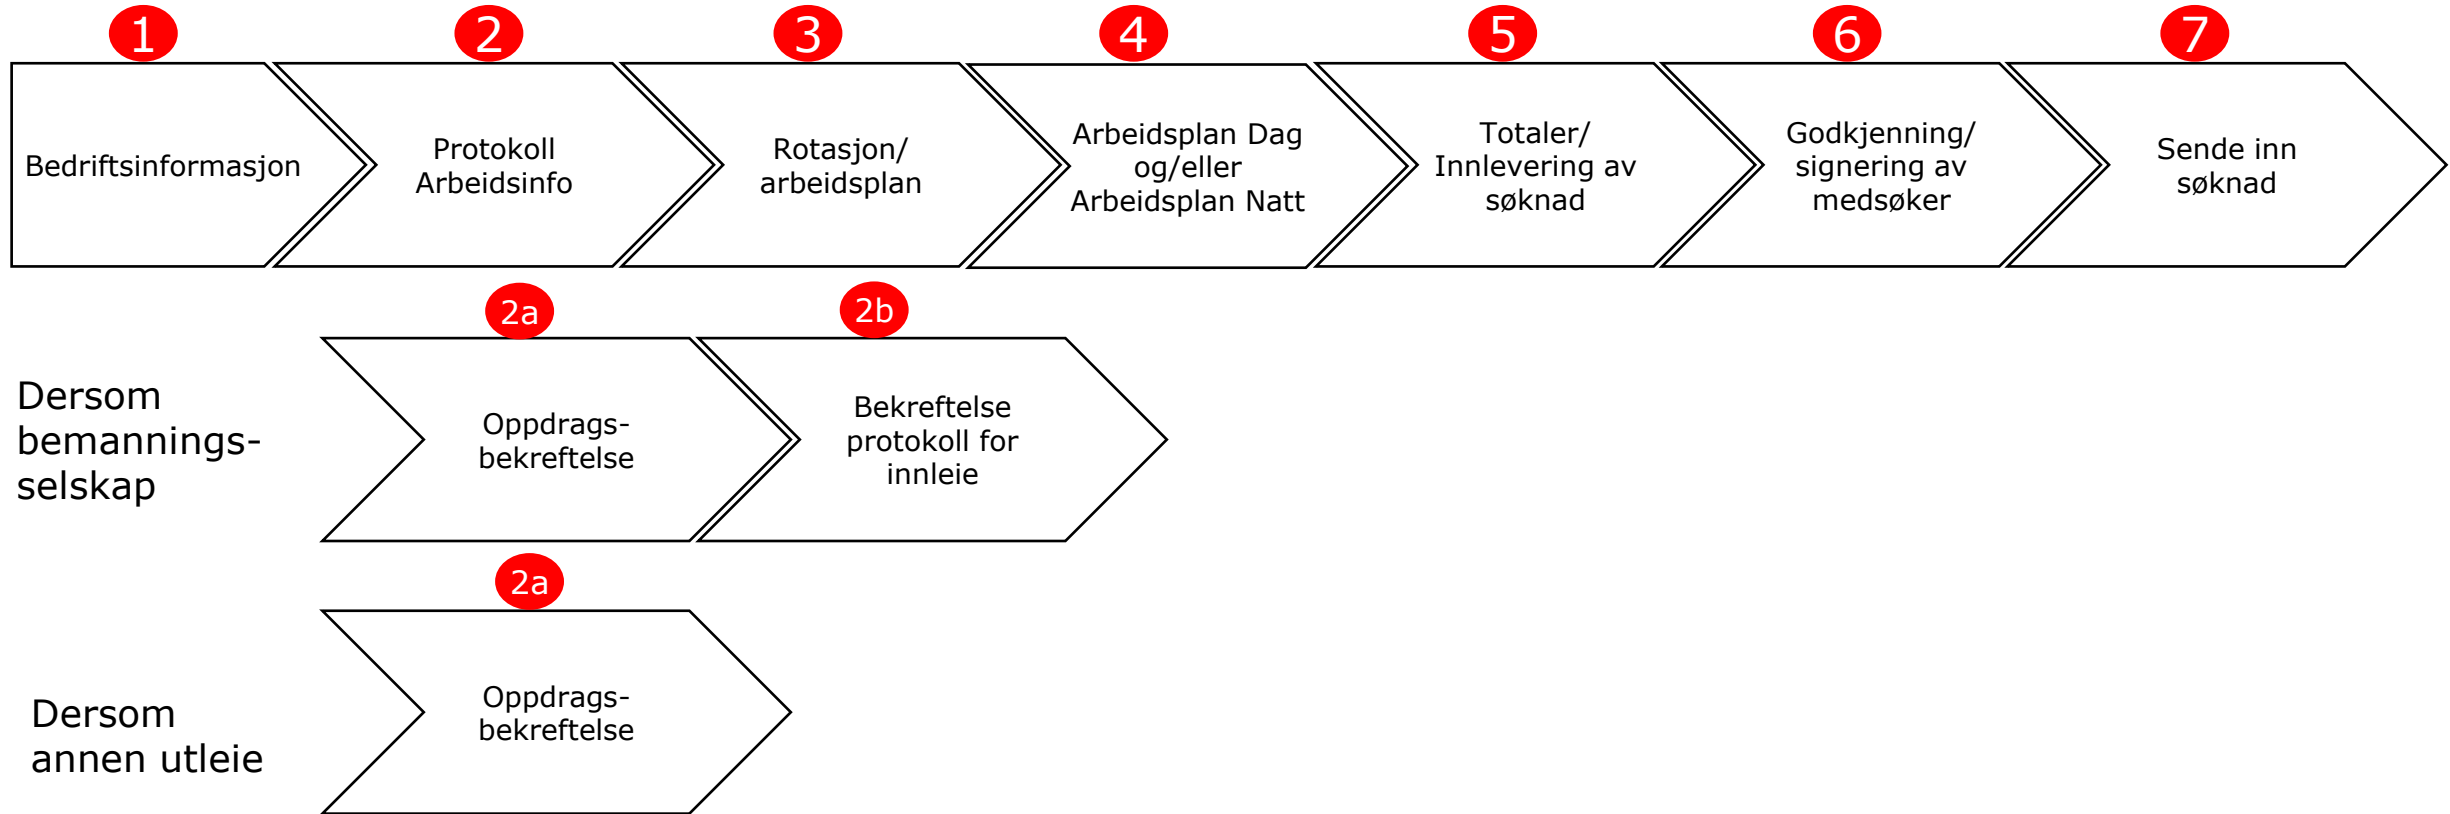 1
2
3
4
5
6
7
Bedriftsinformasjon
Protokoll
Arbeidsinfo
Rotasjon/
arbeidsplan
Arbeidsplan Dag
og/eller
Arbeidsplan Natt
Totaler/
Innlevering av
søknad
Godkjenning/
signering av
medsøker
Sende inn
søknad
Dersom
bemannings-
selskap
2a
Oppdrags-
bekreftelse
2b
Bekreftelse
protokoll for
innleie
Dersom
annen utleie
2a
Oppdrags-
bekreftelse